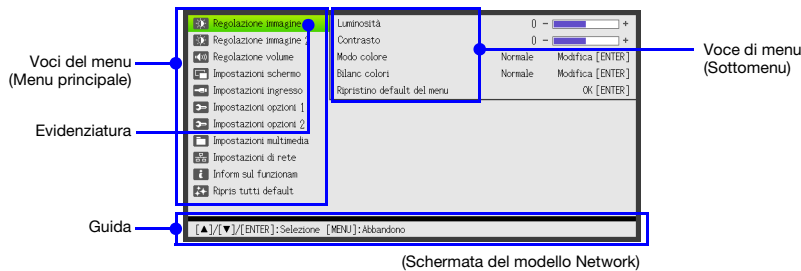 Voci del menu
(Menu principale)
Evidenziatura
Guida
Regolazione immagine
Regolazione immagine 2
Regolazione volume
Impostazioni schermo
Impostazioni ingresso
Impostazioni opzioni 1
Impostazioni opzioni 2
Impostazioni multimedia
Impostazioni di rete
Inform sul funzionam
Ripris tutti default
Luminosità 0 - +
Contrasto 0 - +
Modo colore Normale Modifica [ENTER]
Bilanc colori Normale Modifica [ENTER]
Ripristino default del menu OK [ENTER]
[▲]/[▼]/[ENTER]:Selezione [MENU]:Abbandono
Voce di menu
(Sottomenu)
(Schermata del modello Network)